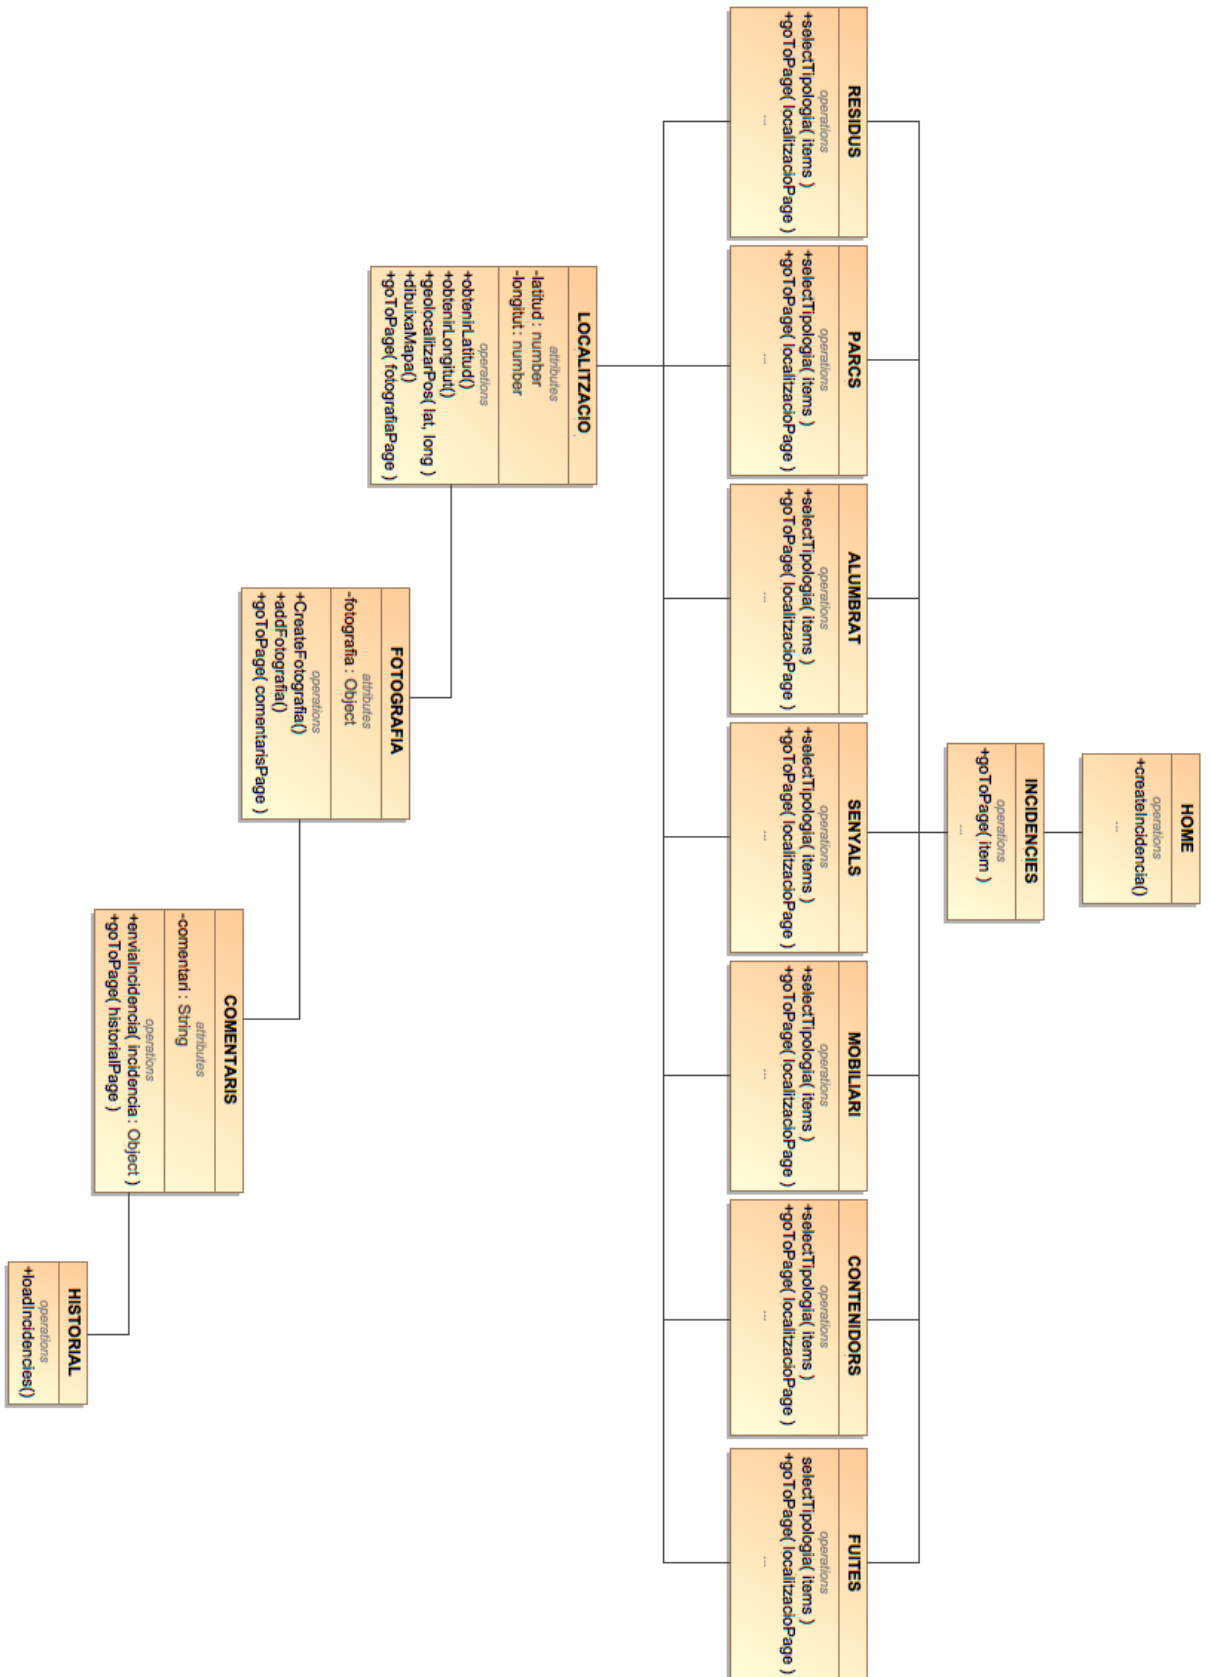 HOME
operations
+createIncidencia()
...
INCIDENCIES
operations
+goToPage( item )
...
RESIDUS
operations
+selectTipologia( items )
+goToPage( localitzacioPage )
...
PARCS
operations
+selectTipologia( items )
+goToPage( localitzacioPage )
...
ALUMBRAT
operations
+selectTipologia( items )
+goToPage( localitzacioPage )
...
SENYALS
operations
+selectTipologia( items )
+goToPage( localitzacioPage )
...
MOBILIARI
operations
+selectTipologia( items )
+goToPage( localitzacioPage )
...
CONTENIDORS
operations
+selectTipologia( items )
+goToPage( localitzacioPage )
...
FUITES
operations
selectTipologia( items )
+goToPage( localitzacioPage )
...
LOCALITZACIO
attributes
-latitud : number
-longitut : number
operations
+obtenirLatitud()
+obtenirLongitut()
+geolocalitzarPos( lat, long )
+dibuixaMapa()
+goToPage( fotografiaPage )
FOTOGRAFIA
attributes
-fotografia : Object
operations
+CreateFotografia()
+addFotografia()
+goToPage( comentarisPage )
COMENTARIS
attributes
-comentari : String
operations
+enviaIncidencia( incidencia : Object )
+goToPage( historialPage )
HISTORIAL
operations
+loadIncidencies()